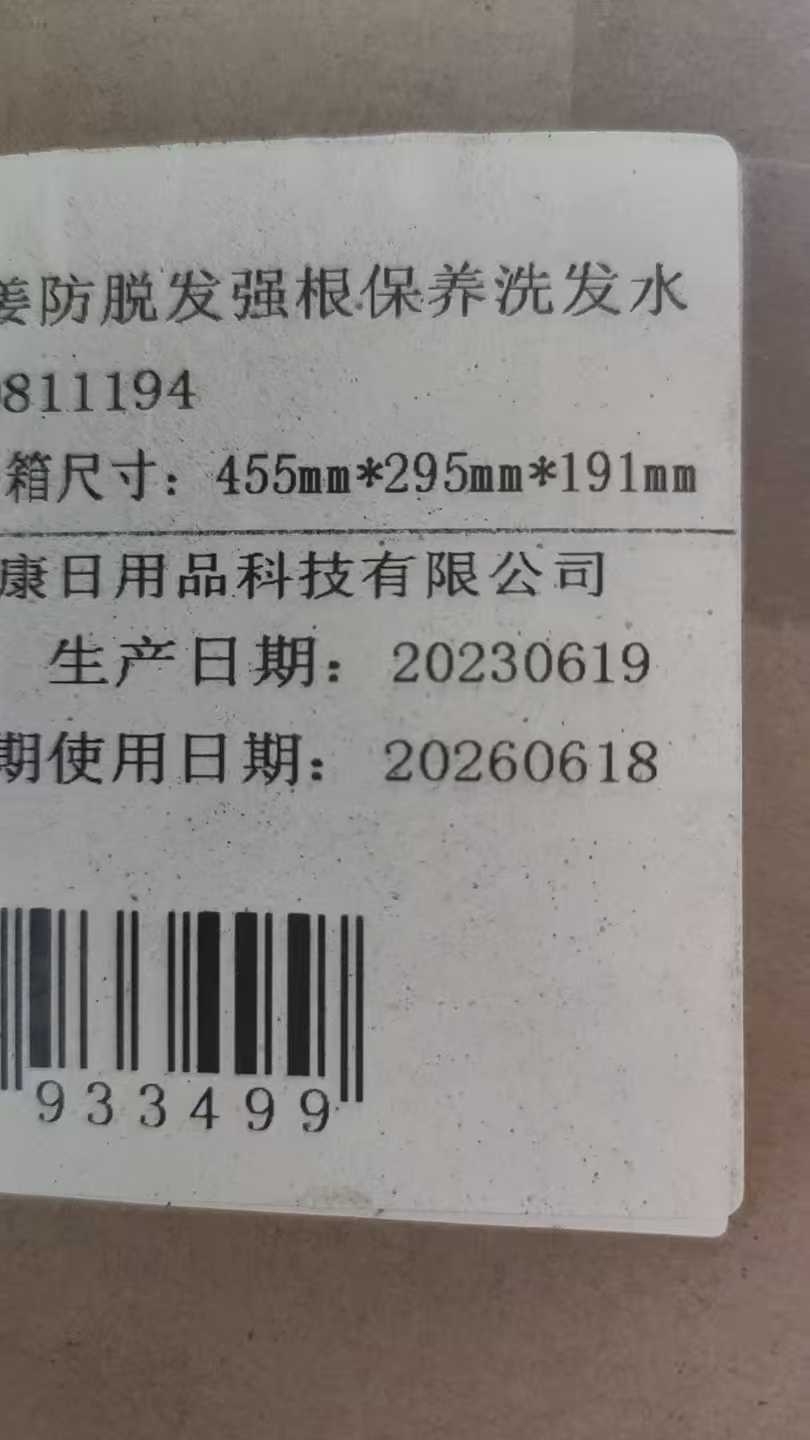 姜防脱发强根保养洗发水
0811194
箱尺寸：455mm*295mm*191mm
康日用品科技有限公司
生产日期：20230619
期使用日期：20260618
933499